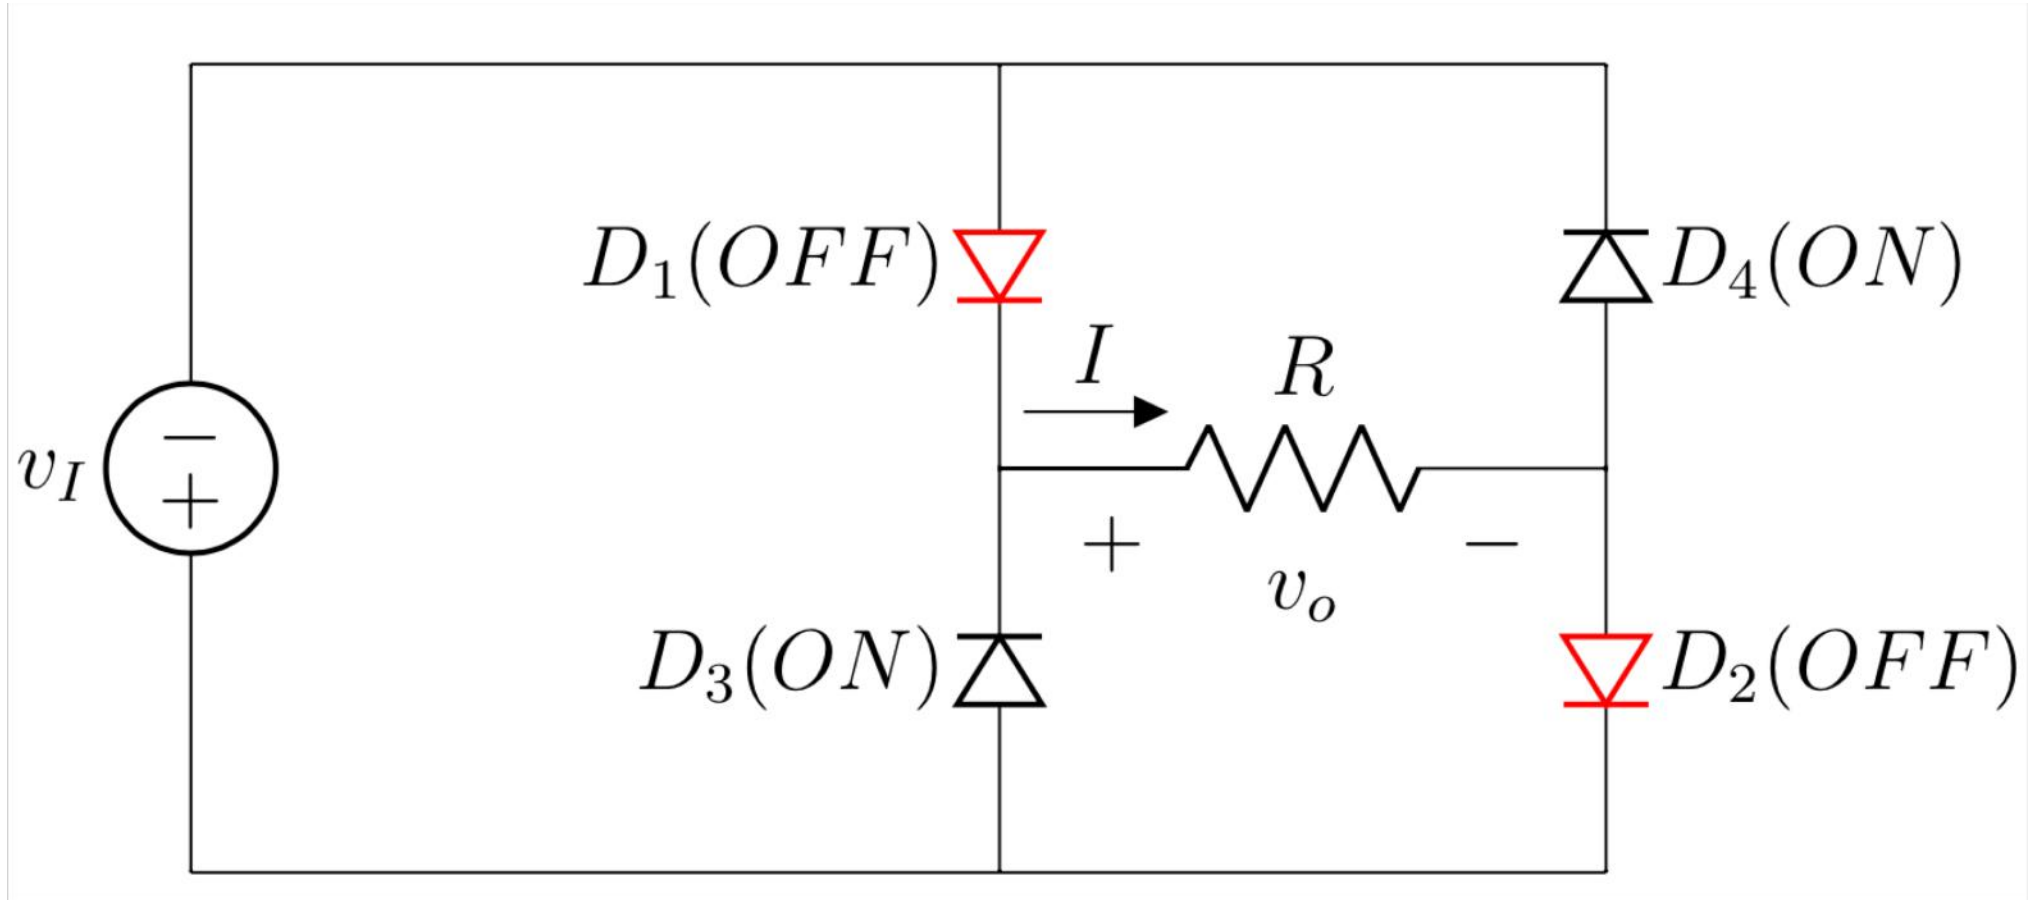 D₁(OFF)
D₄(ON)
I
R
v_I
−
+
+
−
v_o
D₃(ON)
D₂(OFF)